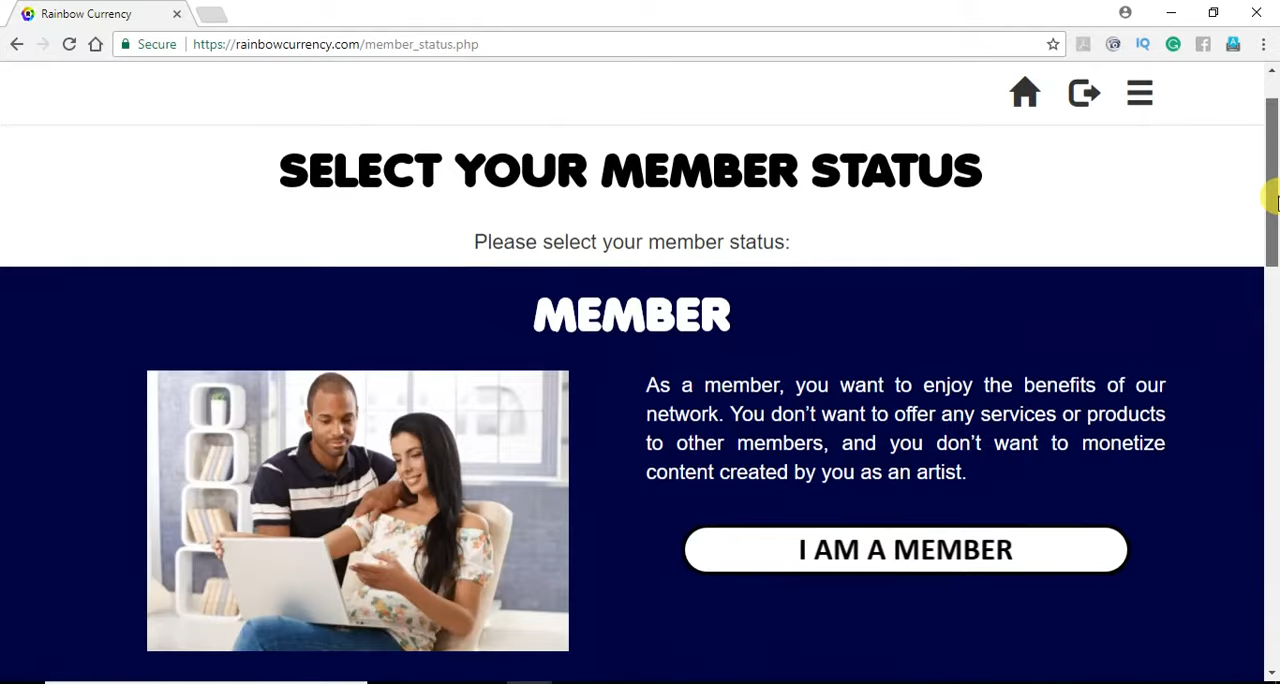 Rainbow Currency
Secure https://rainbowcurrency.com/member_status.php
IQ
SELECT YOUR MEMBER STATUS
Please select your member status:
MEMBER
As a member, you want to enjoy the benefits of our
network. You don’t want to offer any services or products
to other members, and you don’t want to monetize
content created by you as an artist.
I AM A MEMBER